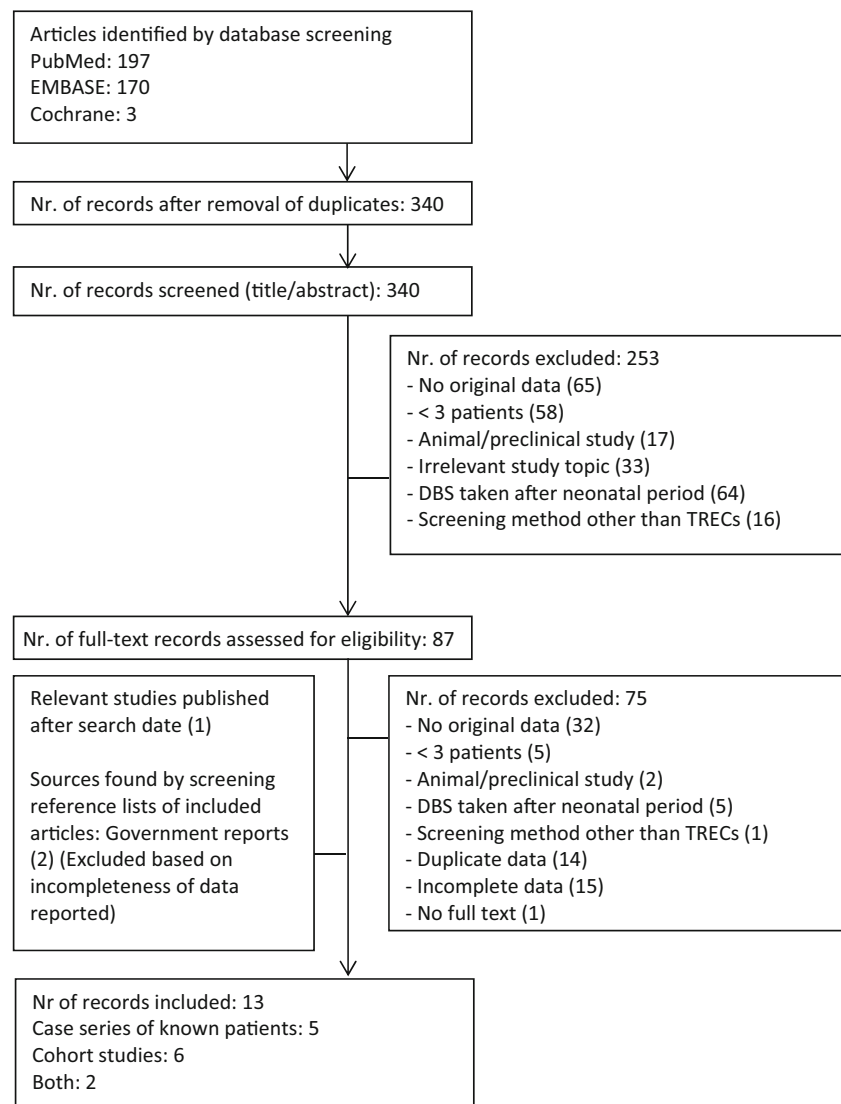 Articles identified by database screening
PubMed: 197
EMBASE: 170
Cochrane: 3
Nr. of records after removal of duplicates: 340
Nr. of records screened (title/abstract): 340
Nr. of records excluded: 253
- No original data (65)
- < 3 patients (58)
- Animal/preclinical study (17)
- Irrelevant study topic (33)
- DBS taken after neonatal period (64)
- Screening method other than TRECs (16)
Nr. of full-text records assessed for eligibility: 87
Relevant studies published
after search date (1)
Sources found by screening
reference lists of included
articles: Government reports
(2) (Excluded based on
incompleteness of data
reported)
Nr. of records excluded: 75
- No original data (32)
- < 3 patients (5)
- Animal/preclinical study (2)
- DBS taken after neonatal period (5)
- Screening method other than TRECs (1)
- Duplicate data (14)
- Incomplete data (15)
- No full text (1)
Nr of records included: 13
Case series of known patients: 5
Cohort studies: 6
Both: 2